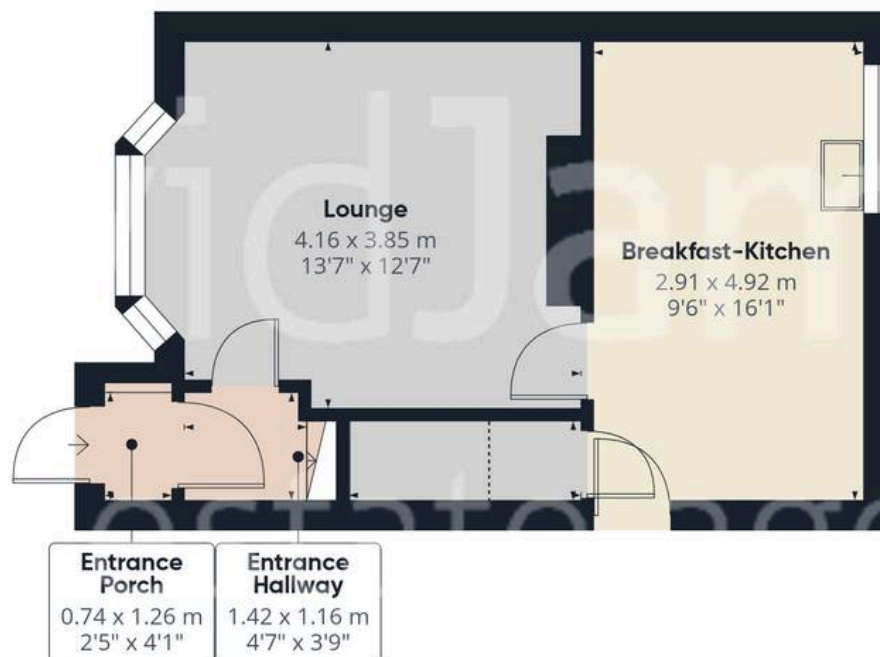 Lounge
4.16 x 3.85 m
13'7" x 12'7"
Breakfast-Kitchen
2.91 x 4.92 m
9'6" x 16'1"
Entrance
Porch
0.74 x 1.26 m
2'5" x 4'1"
Entrance
Hallway
1.42 x 1.16 m
4'7" x 3'9"